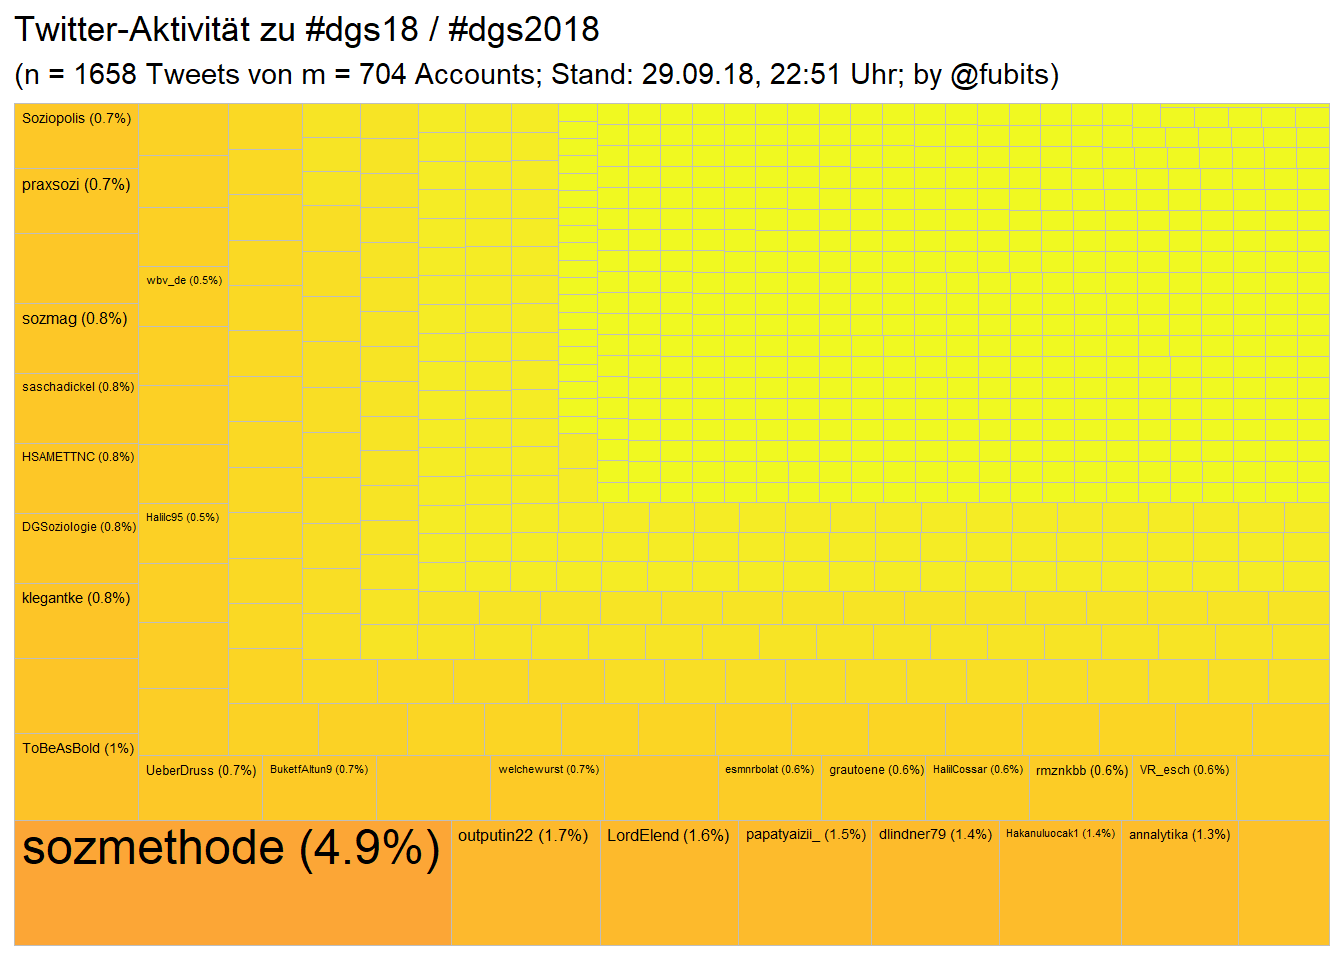 Twitter-Aktivität zu #dgs18 / #dgs2018
(n = 1658 Tweets von m = 704 Accounts; Stand: 29.09.18, 22:51 Uhr; by @fubits)
Soziopolis (0.7%)
praxsozi (0.7%)
wbv_de (0.5%)
sozmag (0.8%)
saschadickel (0.8%)
HSAMETTNC (0.8%)
Halilc95 (0.5%)
DGSoziologie (0.8%)
klegantke (0.8%)
ToBeAsBold (1%)
UeberDruss (0.7%)
BuketfAltun9 (0.7%)
welchewurst (0.7%)
esmnrbolat (0.6%)
grautoene (0.6%)
HalilCossar (0.6%)
rmznkbb (0.6%)
VR_esch (0.6%)
sozmethode (4.9%)
outputin22 (1.7%)
LordElend (1.6%)
papatyaizii_ (1.5%)
dlindner79 (1.4%)
Hakanuluocak1 (1.4%)
annalytika (1.3%)